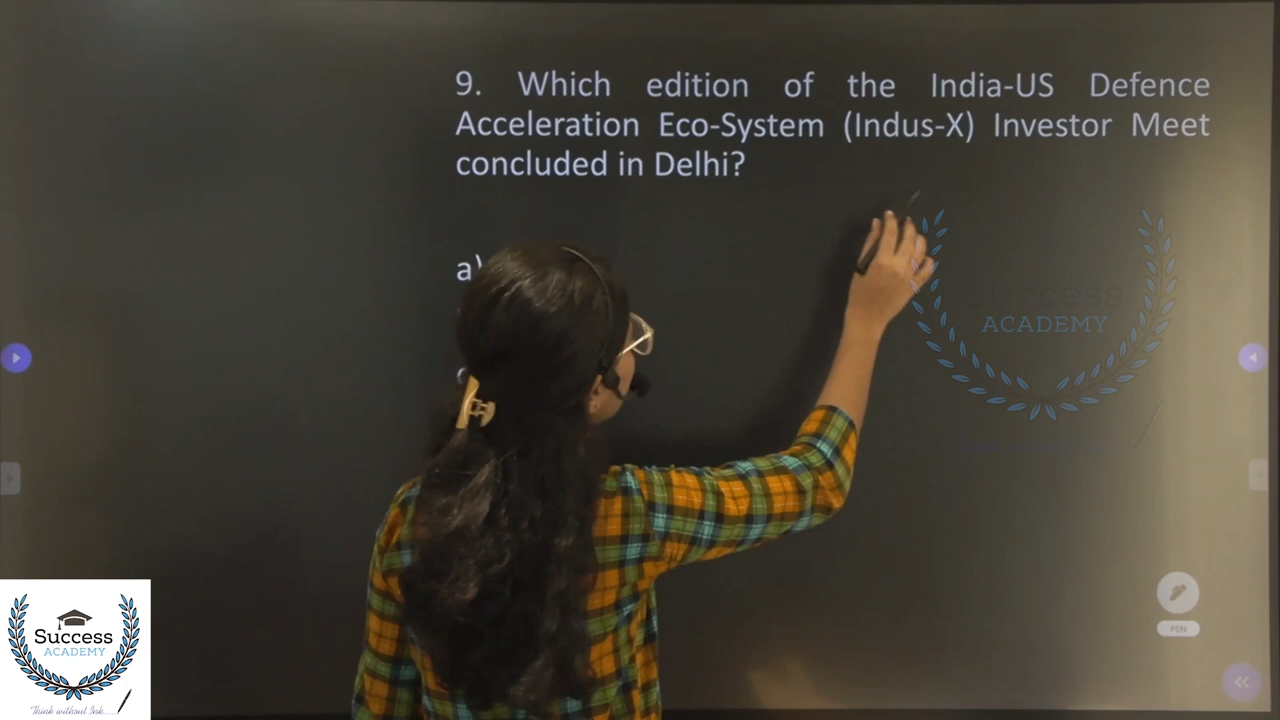 9. Which edition of the India-US Defence
Acceleration Eco-System (Indus-X) Investor Meet
concluded in Delhi?
a)
Success
ACADEMY
PEN
Success
ACADEMY
Think without Ink.....